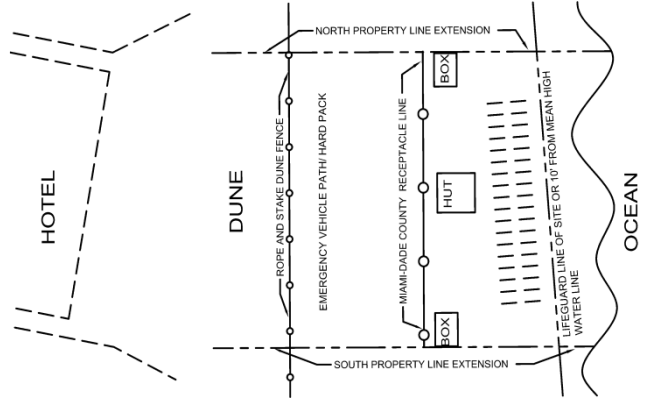 NORTH PROPERTY LINE EXTENSION
HOTEL
DUNE
ROPE AND STAKE DUNE FENCE
EMERGENCY VEHICLE PATH/ HARD PACK
MIAMI-DADE COUNTY RECEPTACLE LINE
BOX
HUT
BOX
LIFEGUARD LINE OF SITE OR 10' FROM MEAN HIGH
WATER LINE
OCEAN
SOUTH PROPERTY LINE EXTENSION